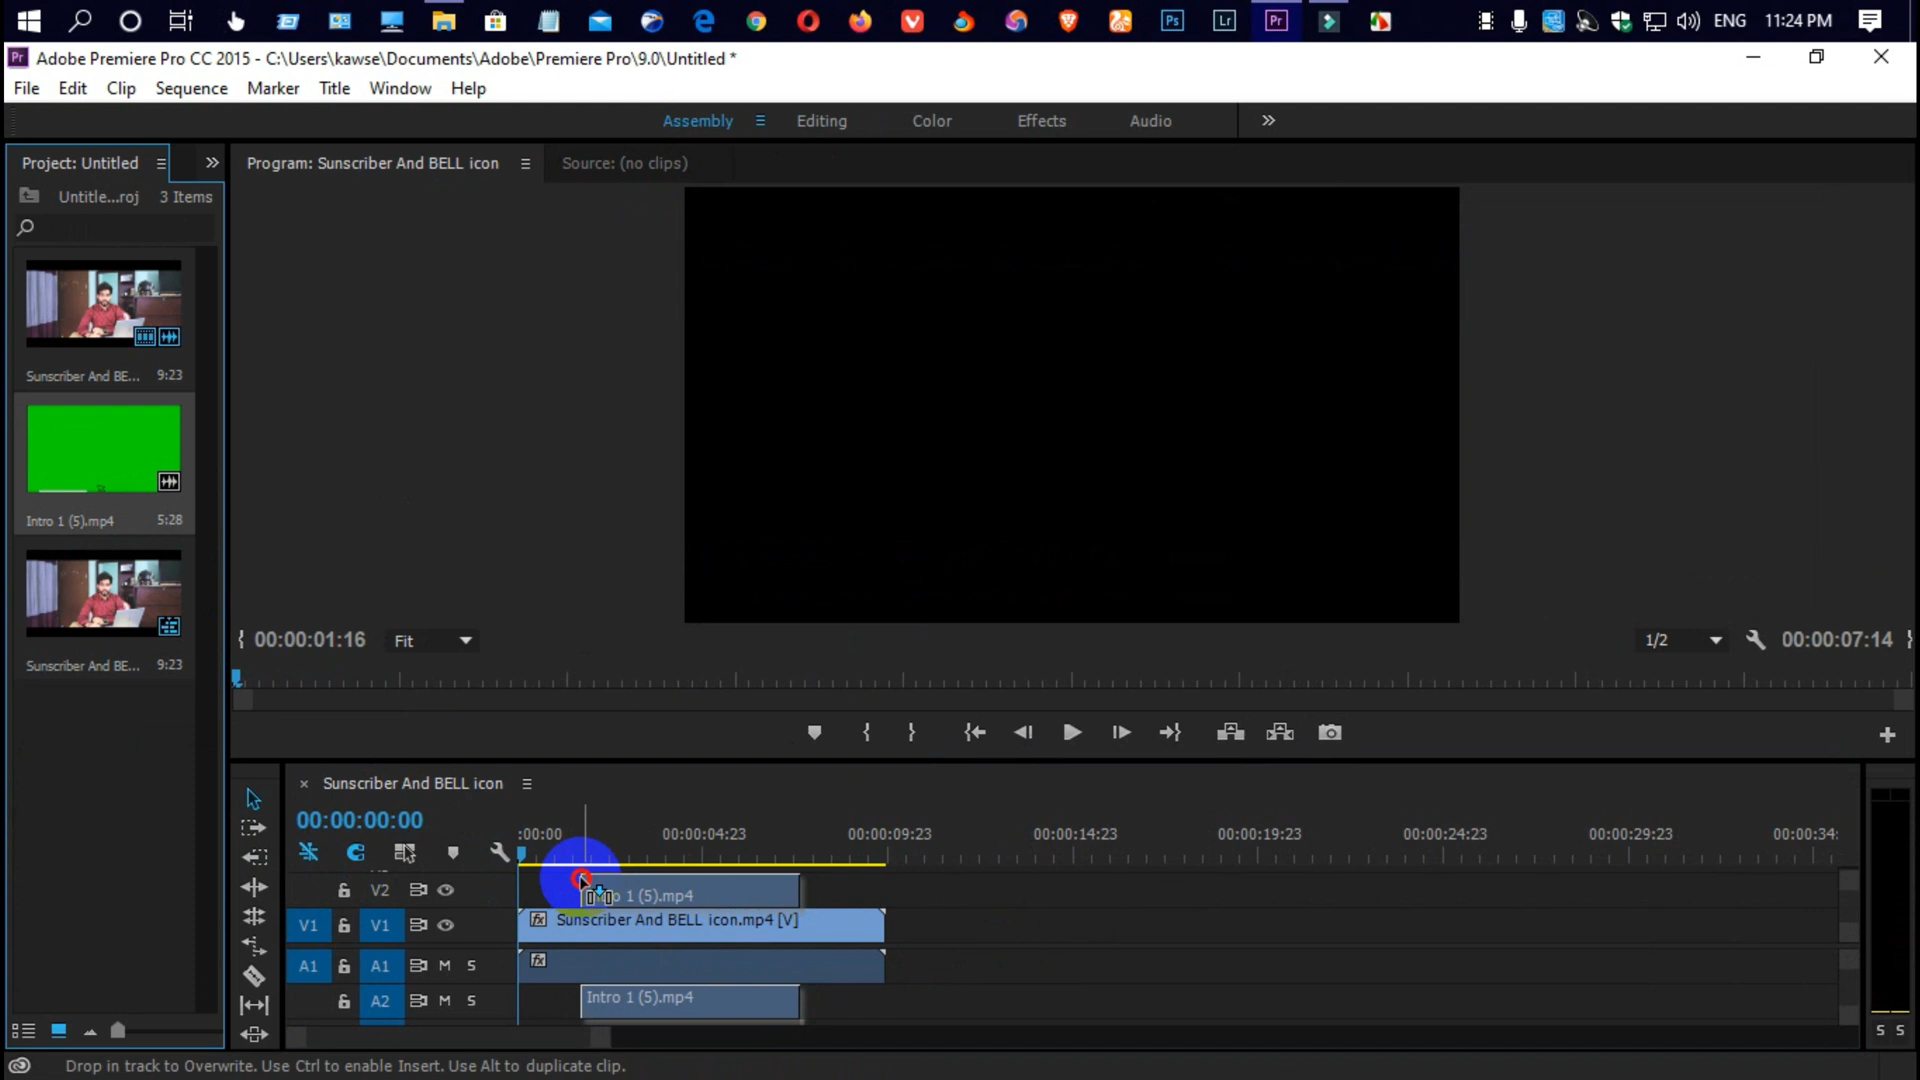 ENG 11:24 PM
Pr Adobe Premiere Pro CC 2015 - C:\Users\kawse\Documents\Adobe\Premiere Pro\9.0\Untitled *
File Edit Clip Sequence Marker Title Window Help
Assembly Editing Color Effects Audio
Project: Untitled
Program: Sunscriber And BELL icon
Source: (no clips)
Untitle...roj 3 Items
Sunscriber And BE... 9:23
Intro 1 (5).mp4 5:28
Sunscriber And BE... 9:23
00:00:01:16 Fit 1/2 00:00:07:14
Sunscriber And BELL icon
00:00:00:00
:00:00 00:00:04:23 00:00:09:23 00:00:14:23 00:00:19:23 00:00:24:23 00:00:29:23 00:00:34:
V2 1 (5).mp4
V1 V1 fx Sunscriber And BELL icon.mp4 [V]
A1 A1 M S fx
A2 M S Intro 1 (5).mp4
S S
Drop in track to Overwrite. Use Ctrl to enable Insert. Use Alt to duplicate clip.